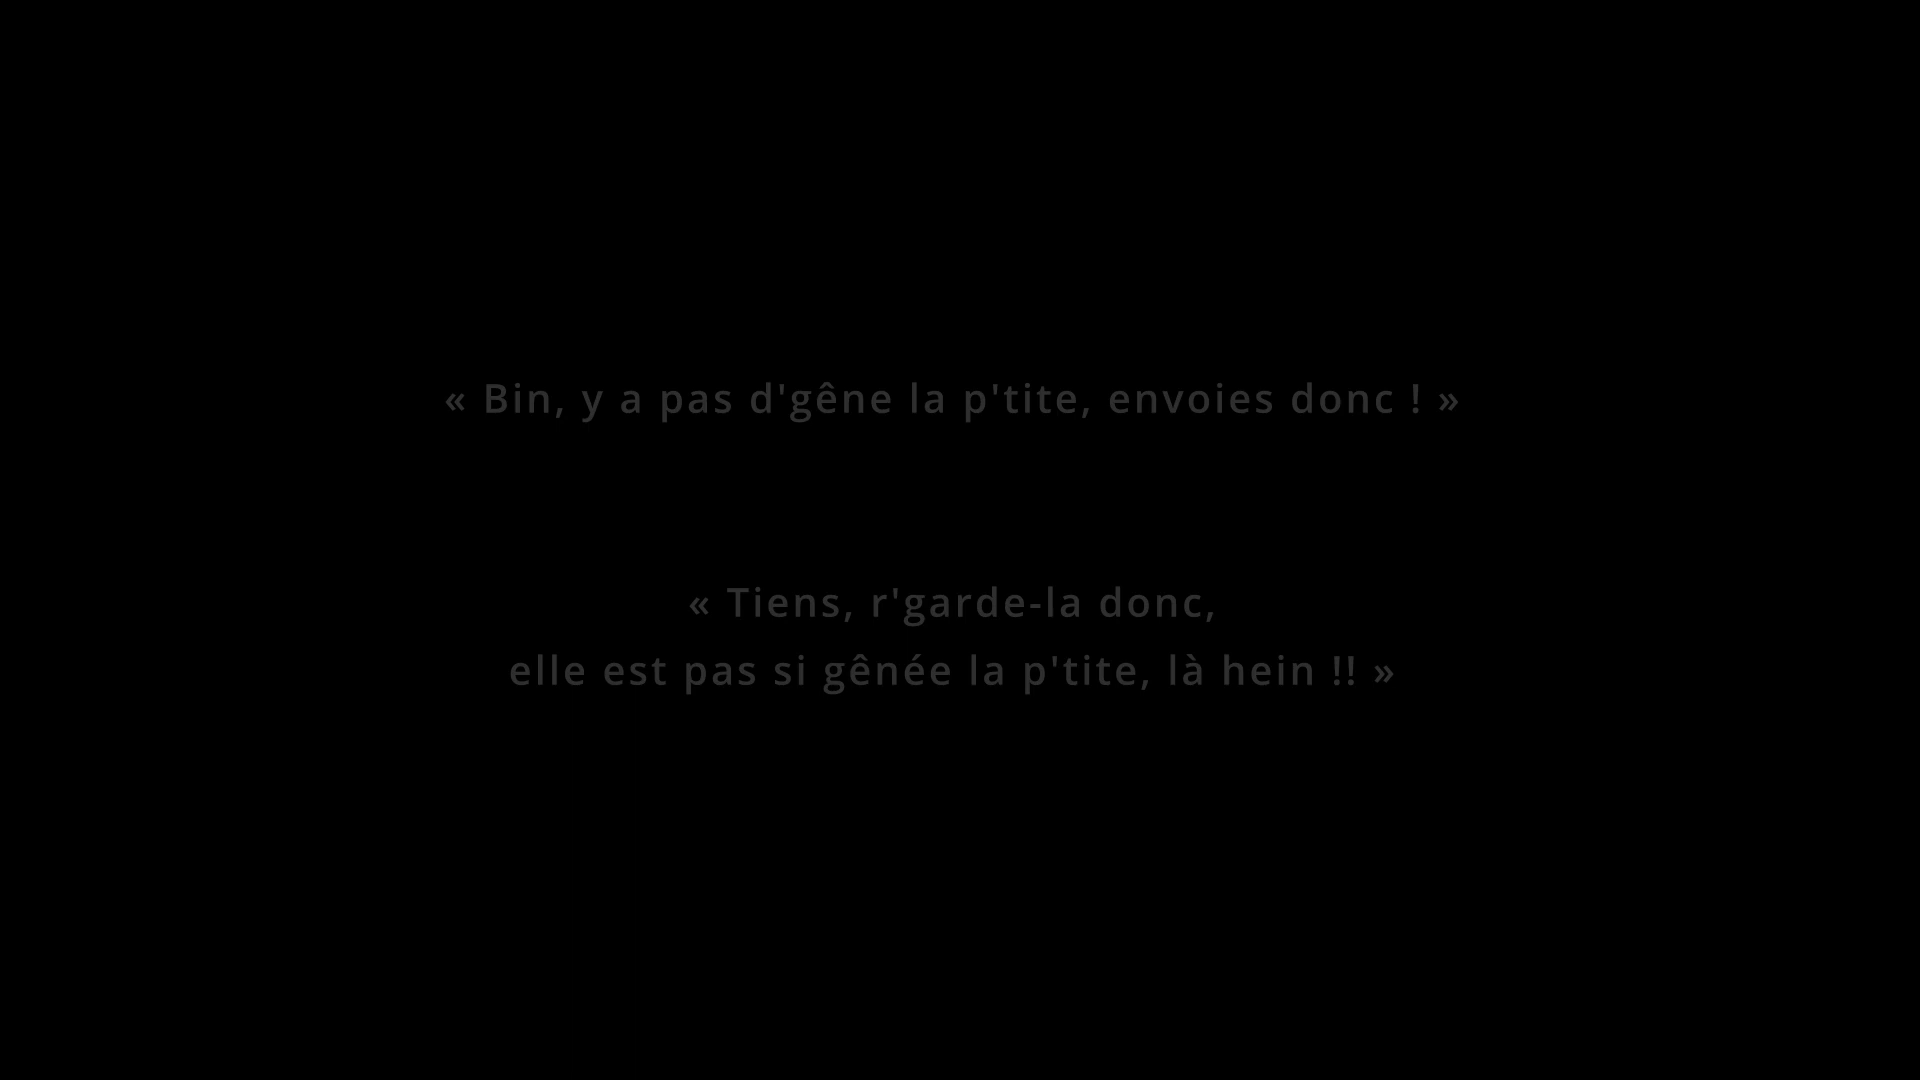 « Bin, y a pas d'gêne la p'tite, envoies donc ! »
« Tiens, r'garde-la donc,
elle est pas si gênée la p'tite, là hein !! »